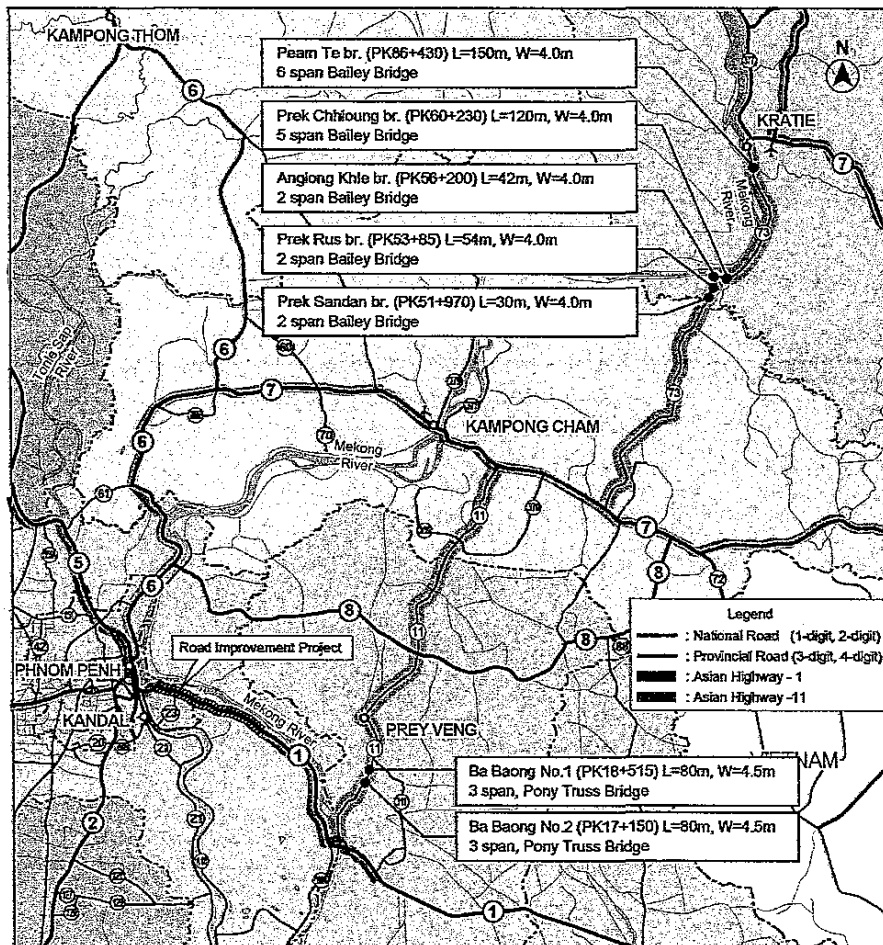 KAMPONG THOM
Peam Te br. (PK86+430) L=150m, W=4.0m
6 span Bailey Bridge
Prek Chhloung br. (PK60+230) L=120m, W=4.0m
5 span Bailey Bridge
Anglong Khle br. (PK56+200) L=42m, W=4.0m
2 span Bailey Bridge
Prek Rus br. (PK53+85) L=54m, W=4.0m
2 span Bailey Bridge
Prek Sandan br. (PK51+970) L=30m, W=4.0m
2 span Bailey Bridge
N
KRATIE
7
Mekong
River
73
6
Tonle Sap
River
6
7
6
KAMPONG CHAM
Mekong
River
70
73
61
11
7
72
5
6
8
8
8
Road Improvement Project
PHNOM PENH
KANDAL
Mekong River
11
1
PREY VENG
11
2
21
1
Legend
: National Road (1-digit, 2-digit)
: Provincial Road (3-digit, 4-digit)
: Asian Highway - 1
: Asian Highway -11
NAM
Ba Baong No.1 (PK18+515) L=80m, W=4.5m
3 span, Pony Truss Bridge
Ba Baong No.2 (PK17+150) L=80m, W=4.5m
3 span, Pony Truss Bridge